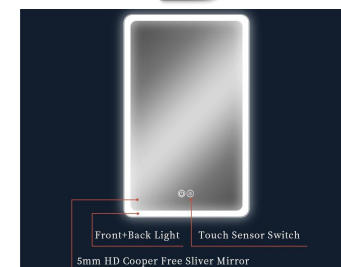 Front+Back Light
Touch Sensor Switch
5mm HD Cooper Free Sliver Mirror